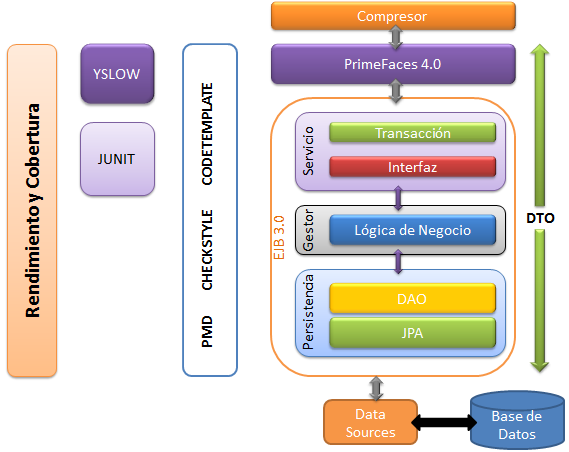 Compresor
PrimeFaces 4.0
YSLOW
JUNIT
Rendimiento y Cobertura
PMD CHECKSTYLE CODETEMPLATE
EJB 3.0
Servicio
Transacción
Interfaz
Gestor
Lógica de Negocio
Persistenda
DAO
JPA
DTO
Data
Sources
Base de
Datos